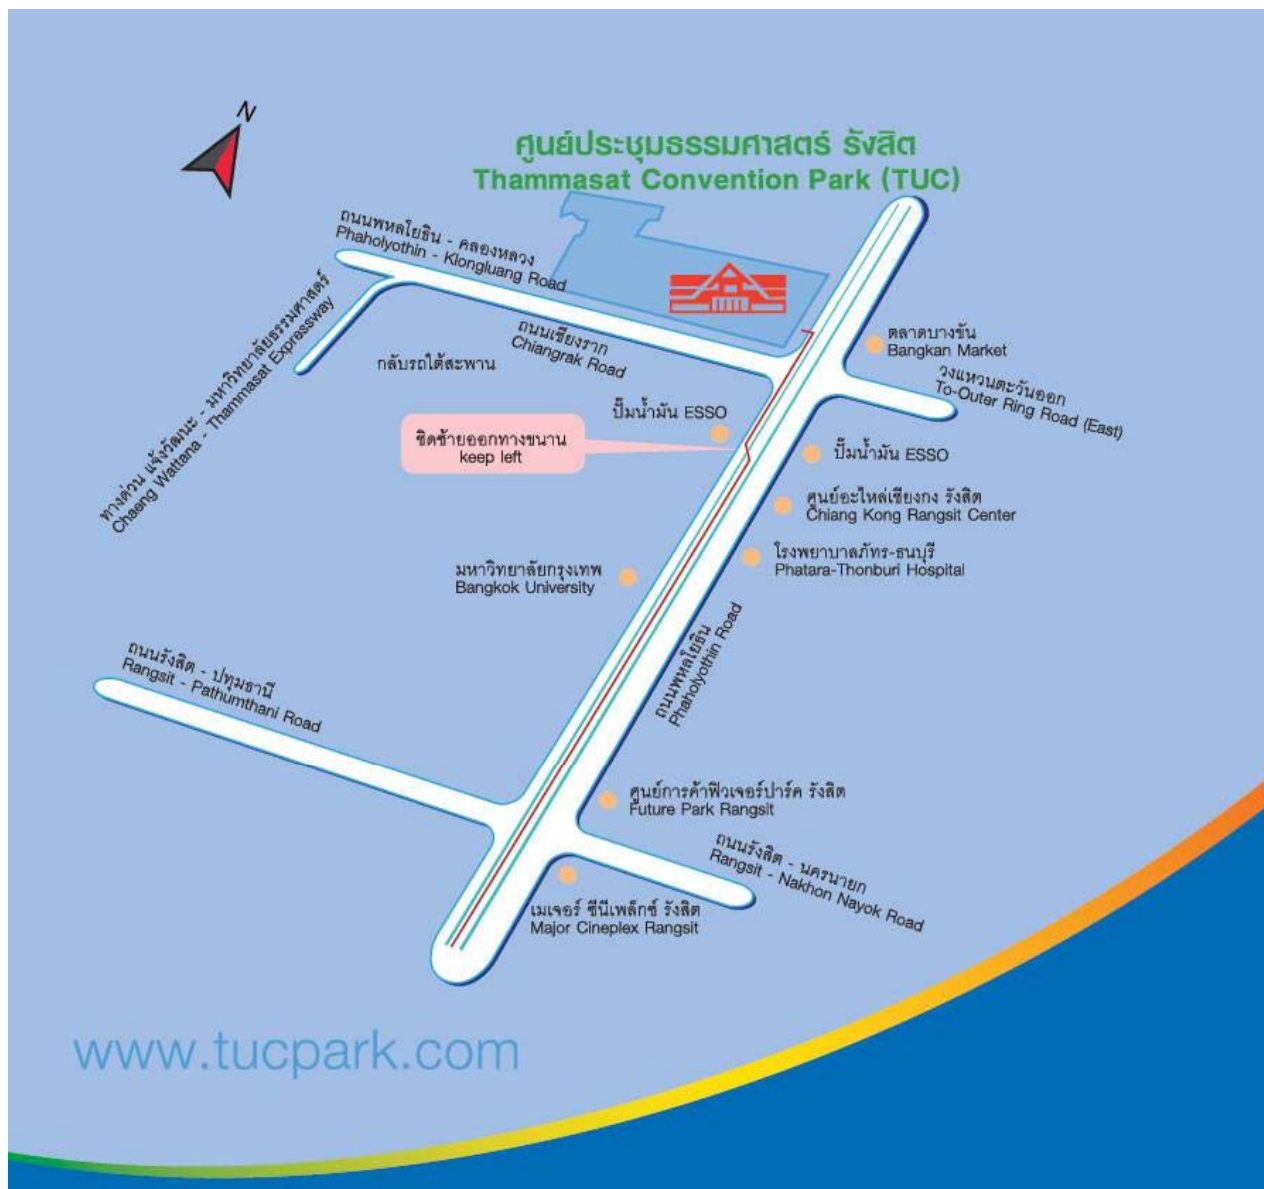 N
ศูนย์ประชุมธรรมศาสตร์ รังสิต
Thammasat Convention Park (TUC)
ถนนพหลโยธิน - คลองหลวง
Phaholyothin - Klongluang Road
ทางด่วน แจ้งวัฒนะ - มหาวิทยาลัยธรรมศาสตร์
Chaeng Wattana - Thammasat Expressway
ถนนเชียงราก
Chiangrak Road
กลับรถใต้สะพาน
ตลาดบางขัน
Bangkan Market
วงแหวนตะวันออก
To-Outer Ring Road (East)
ปั๊มน้ำมัน ESSO
ชิดซ้ายออกทางขนาน
keep left
ปั๊มน้ำมัน ESSO
ศูนย์อะไหล่เชียงกง รังสิต
Chiang Kong Rangsit Center
โรงพยาบาลภัทร-ธนบุรี
Phatara-Thonburi Hospital
มหาวิทยาลัยกรุงเทพ
Bangkok University
ถนนพหลโยธิน
Phaholyothin Road
ถนนรังสิต - ปทุมธานี
Rangsit - Pathumthani Road
ศูนย์การค้าฟิวเจอร์ปาร์ค รังสิต
Future Park Rangsit
ถนนรังสิต - นครนายก
Rangsit - Nakhon Nayok Road
เมเจอร์ ซีนีเพล็กซ์ รังสิต
Major Cineplex Rangsit
www.tucpark.com